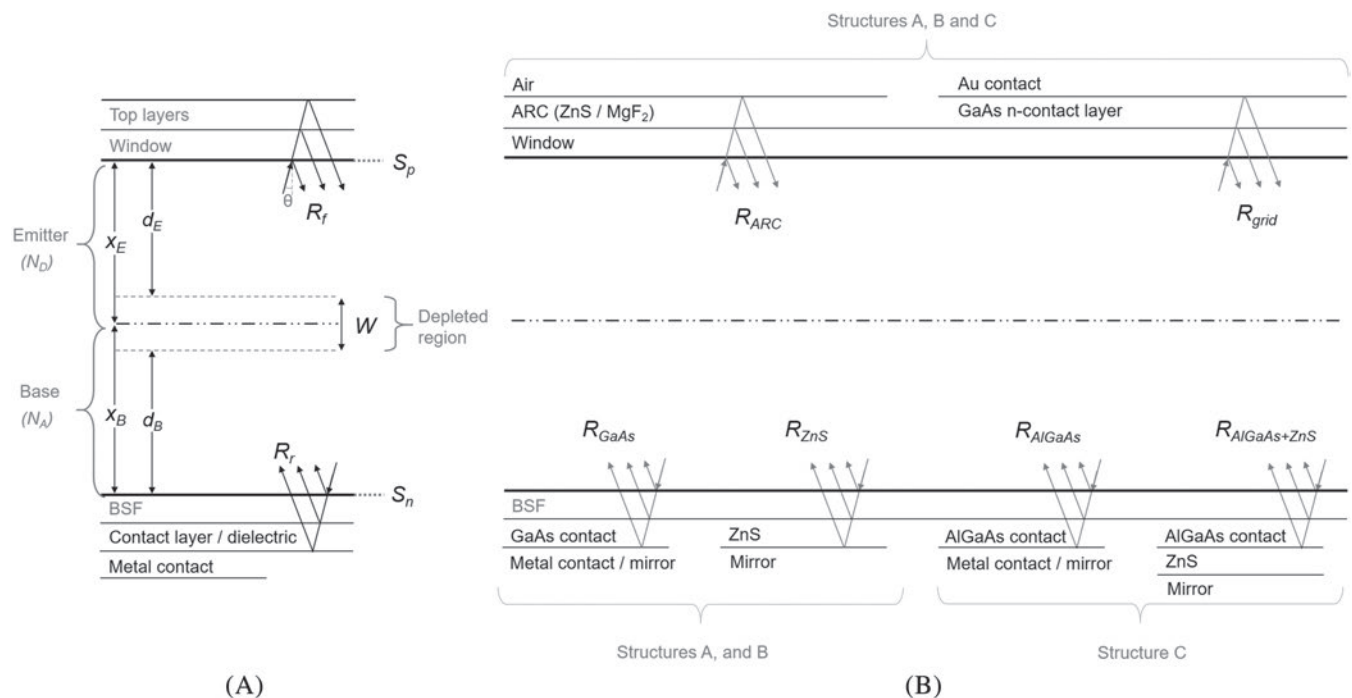 Structures A, B and C
Top layers
Window
S_p
θ
R_f
d_E
x_E
Emitter
(N_D)
W
Depleted
region
Base
(N_A)
x_B
d_B
R_r
S_n
BSF
Contact layer / dielectric
Metal contact
(A)
Air
ARC (ZnS / MgF₂)
Window
R_ARC
Au contact
GaAs n-contact layer
R_grid
R_GaAs
R_ZnS
R_AlGaAs
R_AlGaAs+ZnS
BSF
GaAs contact
Metal contact / mirror
ZnS
Mirror
AlGaAs contact
Metal contact / mirror
AlGaAs contact
ZnS
Mirror
Structures A, and B
Structure C
(B)